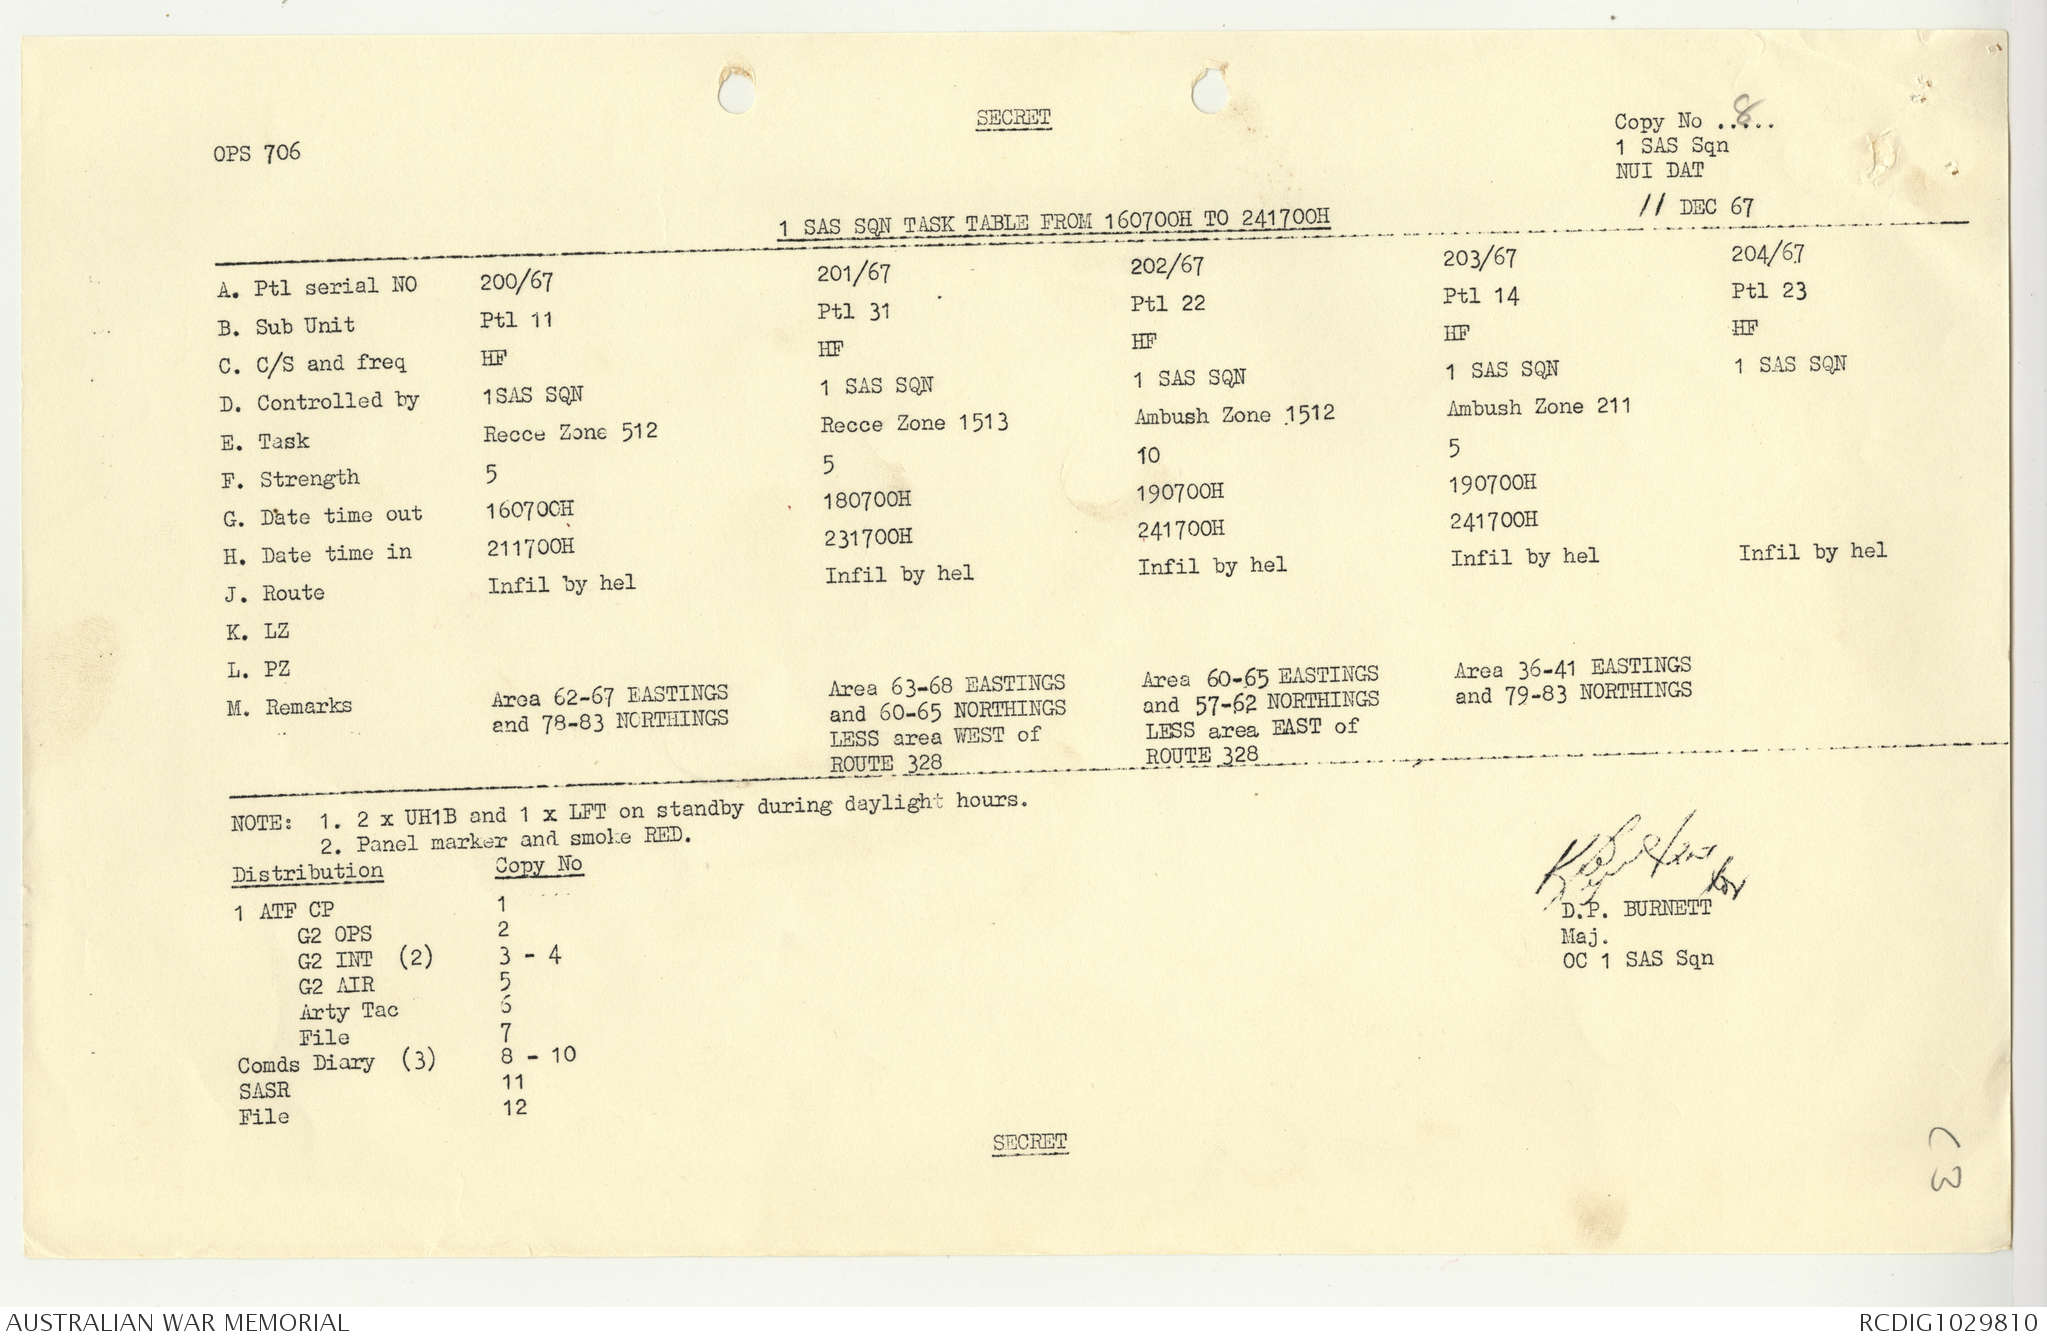 SECRET
Copy No ..8...
OPS 706
1 SAS Sqn
NUI DAT
11 DEC 67
1 SAS SQN TASK TABLE FROM 160700H TO 241700H
A. Ptl serial NO 200/67 201/67 202/67 203/67 204/67
B. Sub Unit Ptl 11 Ptl 31 Ptl 22 Ptl 14 Ptl 23
C. C/S and freq HF HF HF HF HF
D. Controlled by 1SAS SQN 1 SAS SQN 1 SAS SQN 1 SAS SQN 1 SAS SQN
E. Task Recce Zone 512 Recce Zone 1513 Ambush Zone 1512 Ambush Zone 211
F. Strength 5 5 10 5
G. Date time out 160700H 180700H 190700H 190700H
H. Date time in 211700H 231700H 241700H 241700H
J. Route Infil by hel Infil by hel Infil by hel Infil by hel Infil by hel
K. LZ
L. PZ
M. Remarks Area 62-67 EASTINGS Area 63-68 EASTINGS Area 60-65 EASTINGS Area 36-41 EASTINGS
and 78-83 NORTHINGS and 60-65 NORTHINGS and 57-62 NORTHINGS and 79-83 NORTHINGS
LESS area WEST of LESS area EAST of
ROUTE 328 ROUTE 328
NOTE: 1. 2 x UH1B and 1 x LFT on standby during daylight hours.
2. Panel marker and smoke RED.
Distribution Copy No
1 ATF CP 1
G2 OPS 2
G2 INT (2) 3 - 4
G2 AIR 5
Arty Tac 6
File 7
Comds Diary (3) 8 - 10
SASR 11
File 12
for
D.P. BURNETT
Maj.
OC 1 SAS Sqn
SECRET
63
AUSTRALIAN WAR MEMORIAL
RCDIG1029810